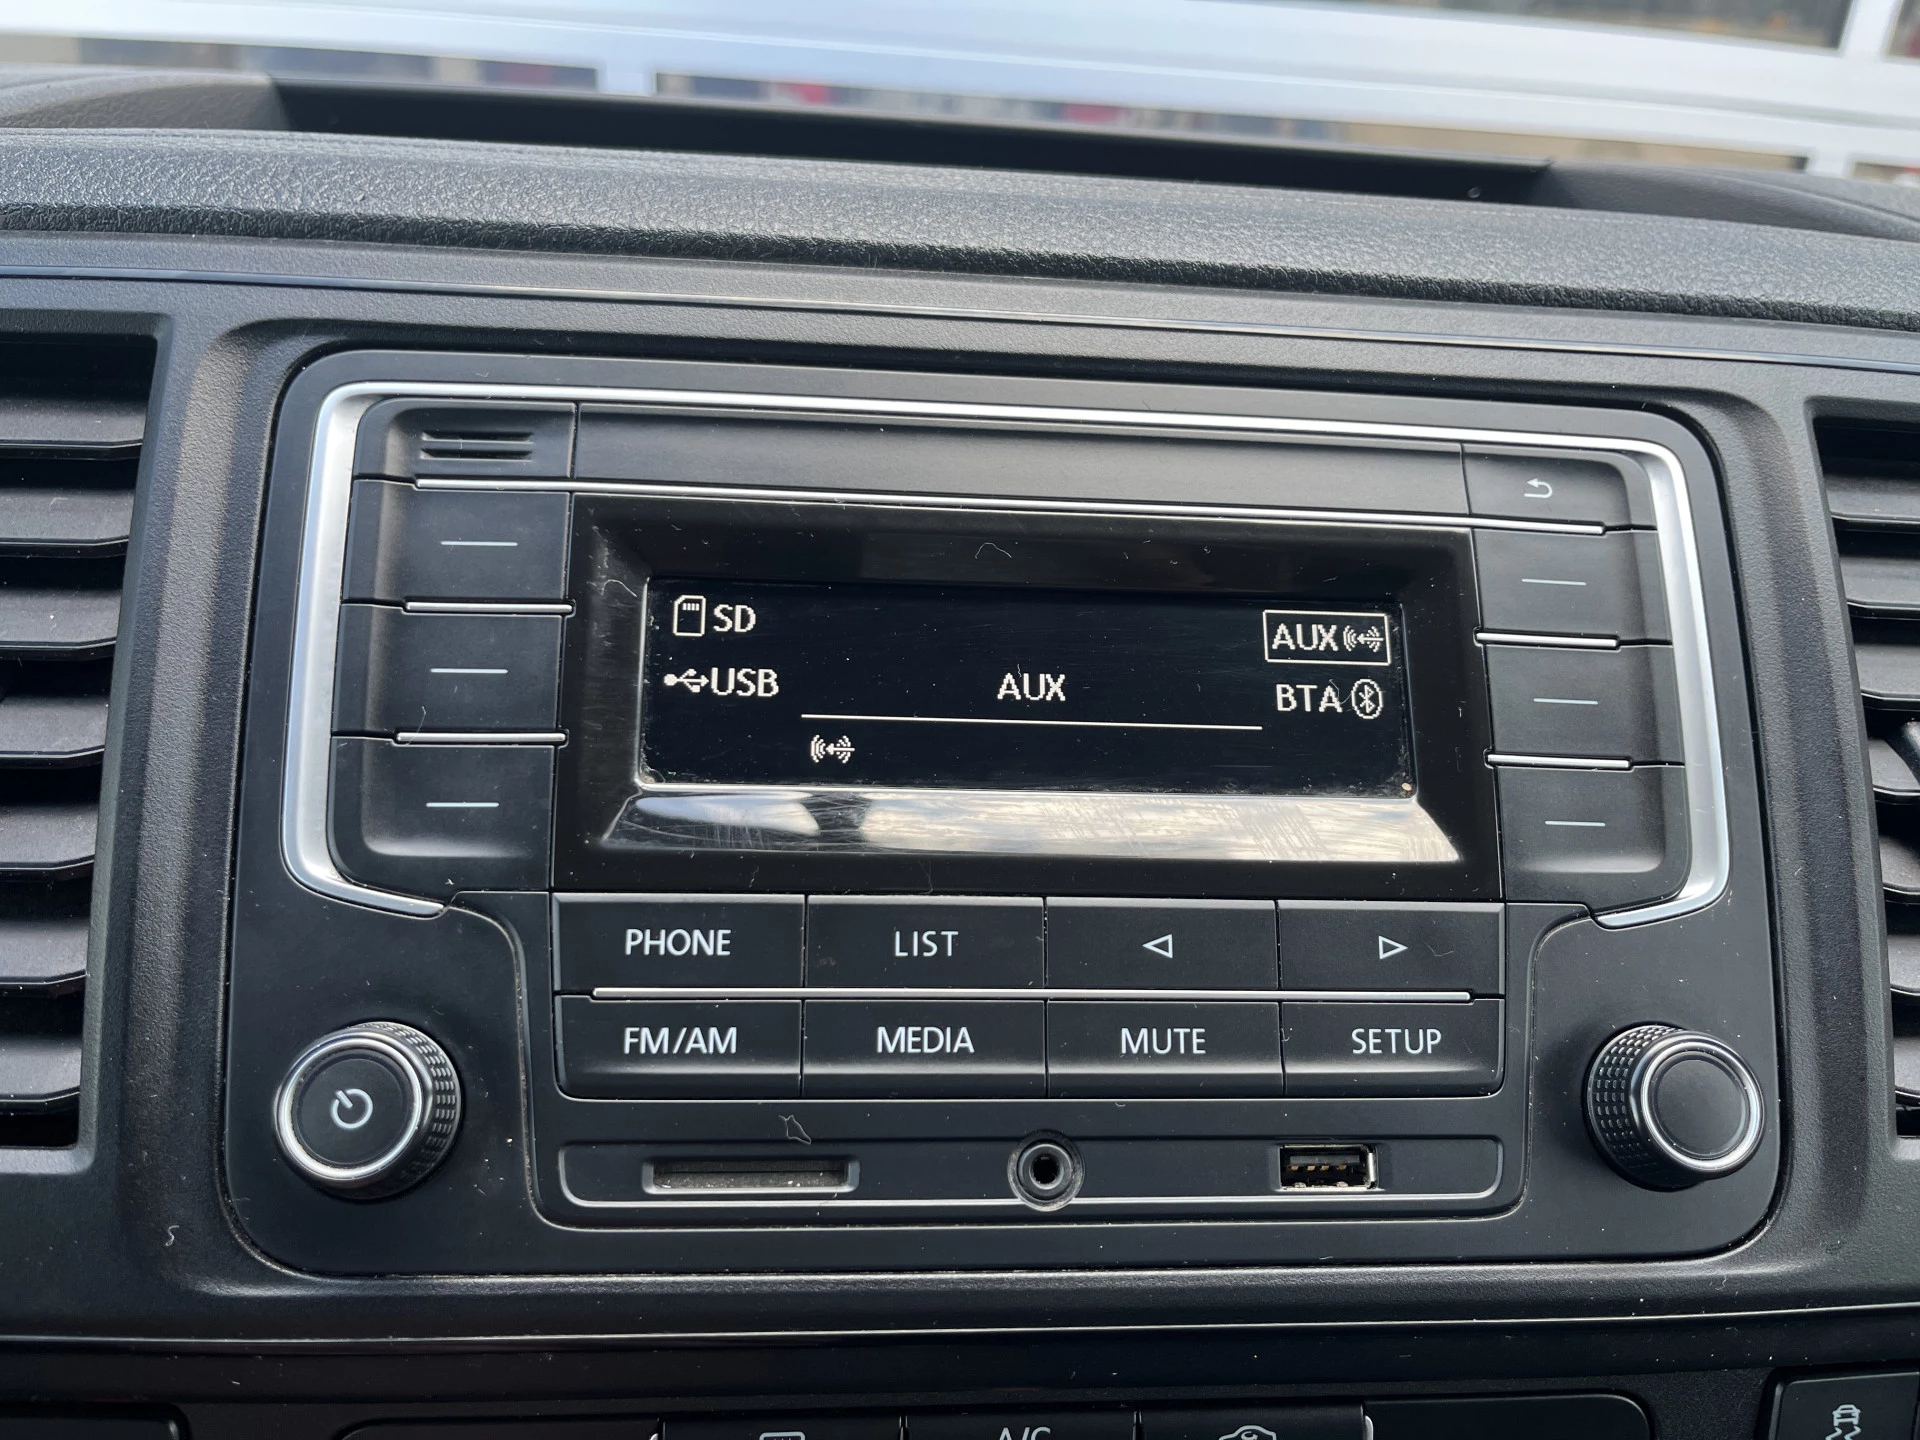 SD
AUX
USB
AUX
BTA
PHONE LIST
FM/AM MEDIA MUTE SETUP
A/C